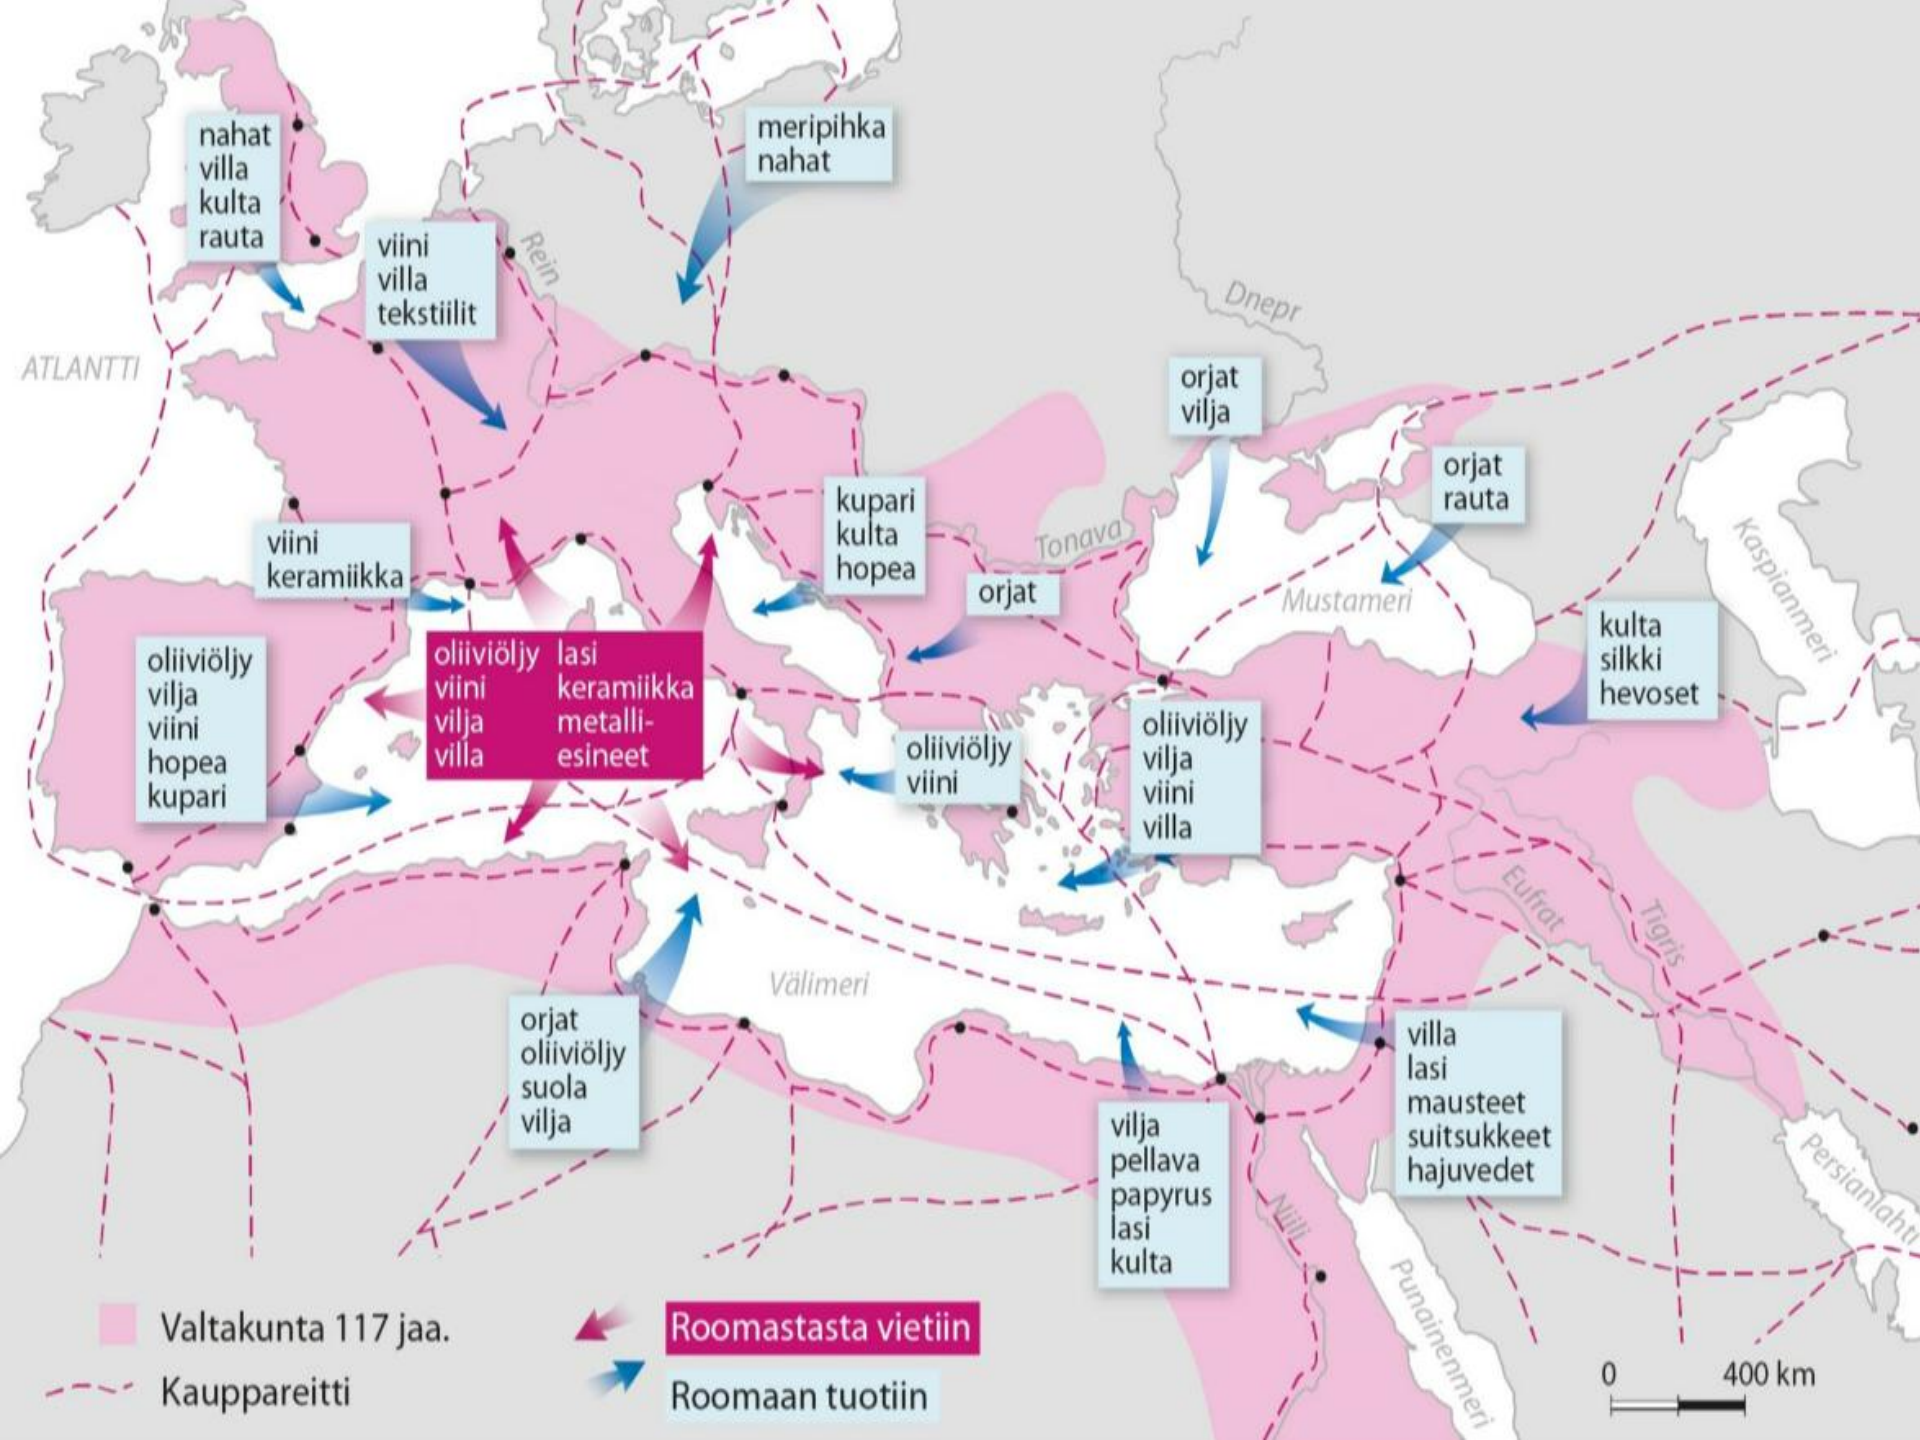 nahat
villa
kulta
rauta
meripihka
nahat
viini
villa
tekstiilit
Rein
Dnepr
ATLANTTI
orjat
vilja
orjat
rauta
kupari
kulta
hopea
Tonava
viini
keramiikka
orjat
Mustameri
Kaspianmeri
kulta
silkki
hevoset
oliiviöljy
vilja
viini
hopea
kupari
oliiviöljy lasi
viini keramiikka
vilja metalli-
villa esineet
oliiviöljy
viini
oliiviöljy
vilja
viini
villa
Eufrat
Tigris
Välimeri
orjat
oliiviöljy
suola
vilja
villa
lasi
mausteet
suitsukkeet
hajuvedet
vilja
pellava
papyrus
lasi
kulta
Niili
Persianlahti
Punainenmeri
Valtakunta 117 jaa.
Kauppareitti
Roomastasta vietiin
Roomaan tuotiin
0 400 km